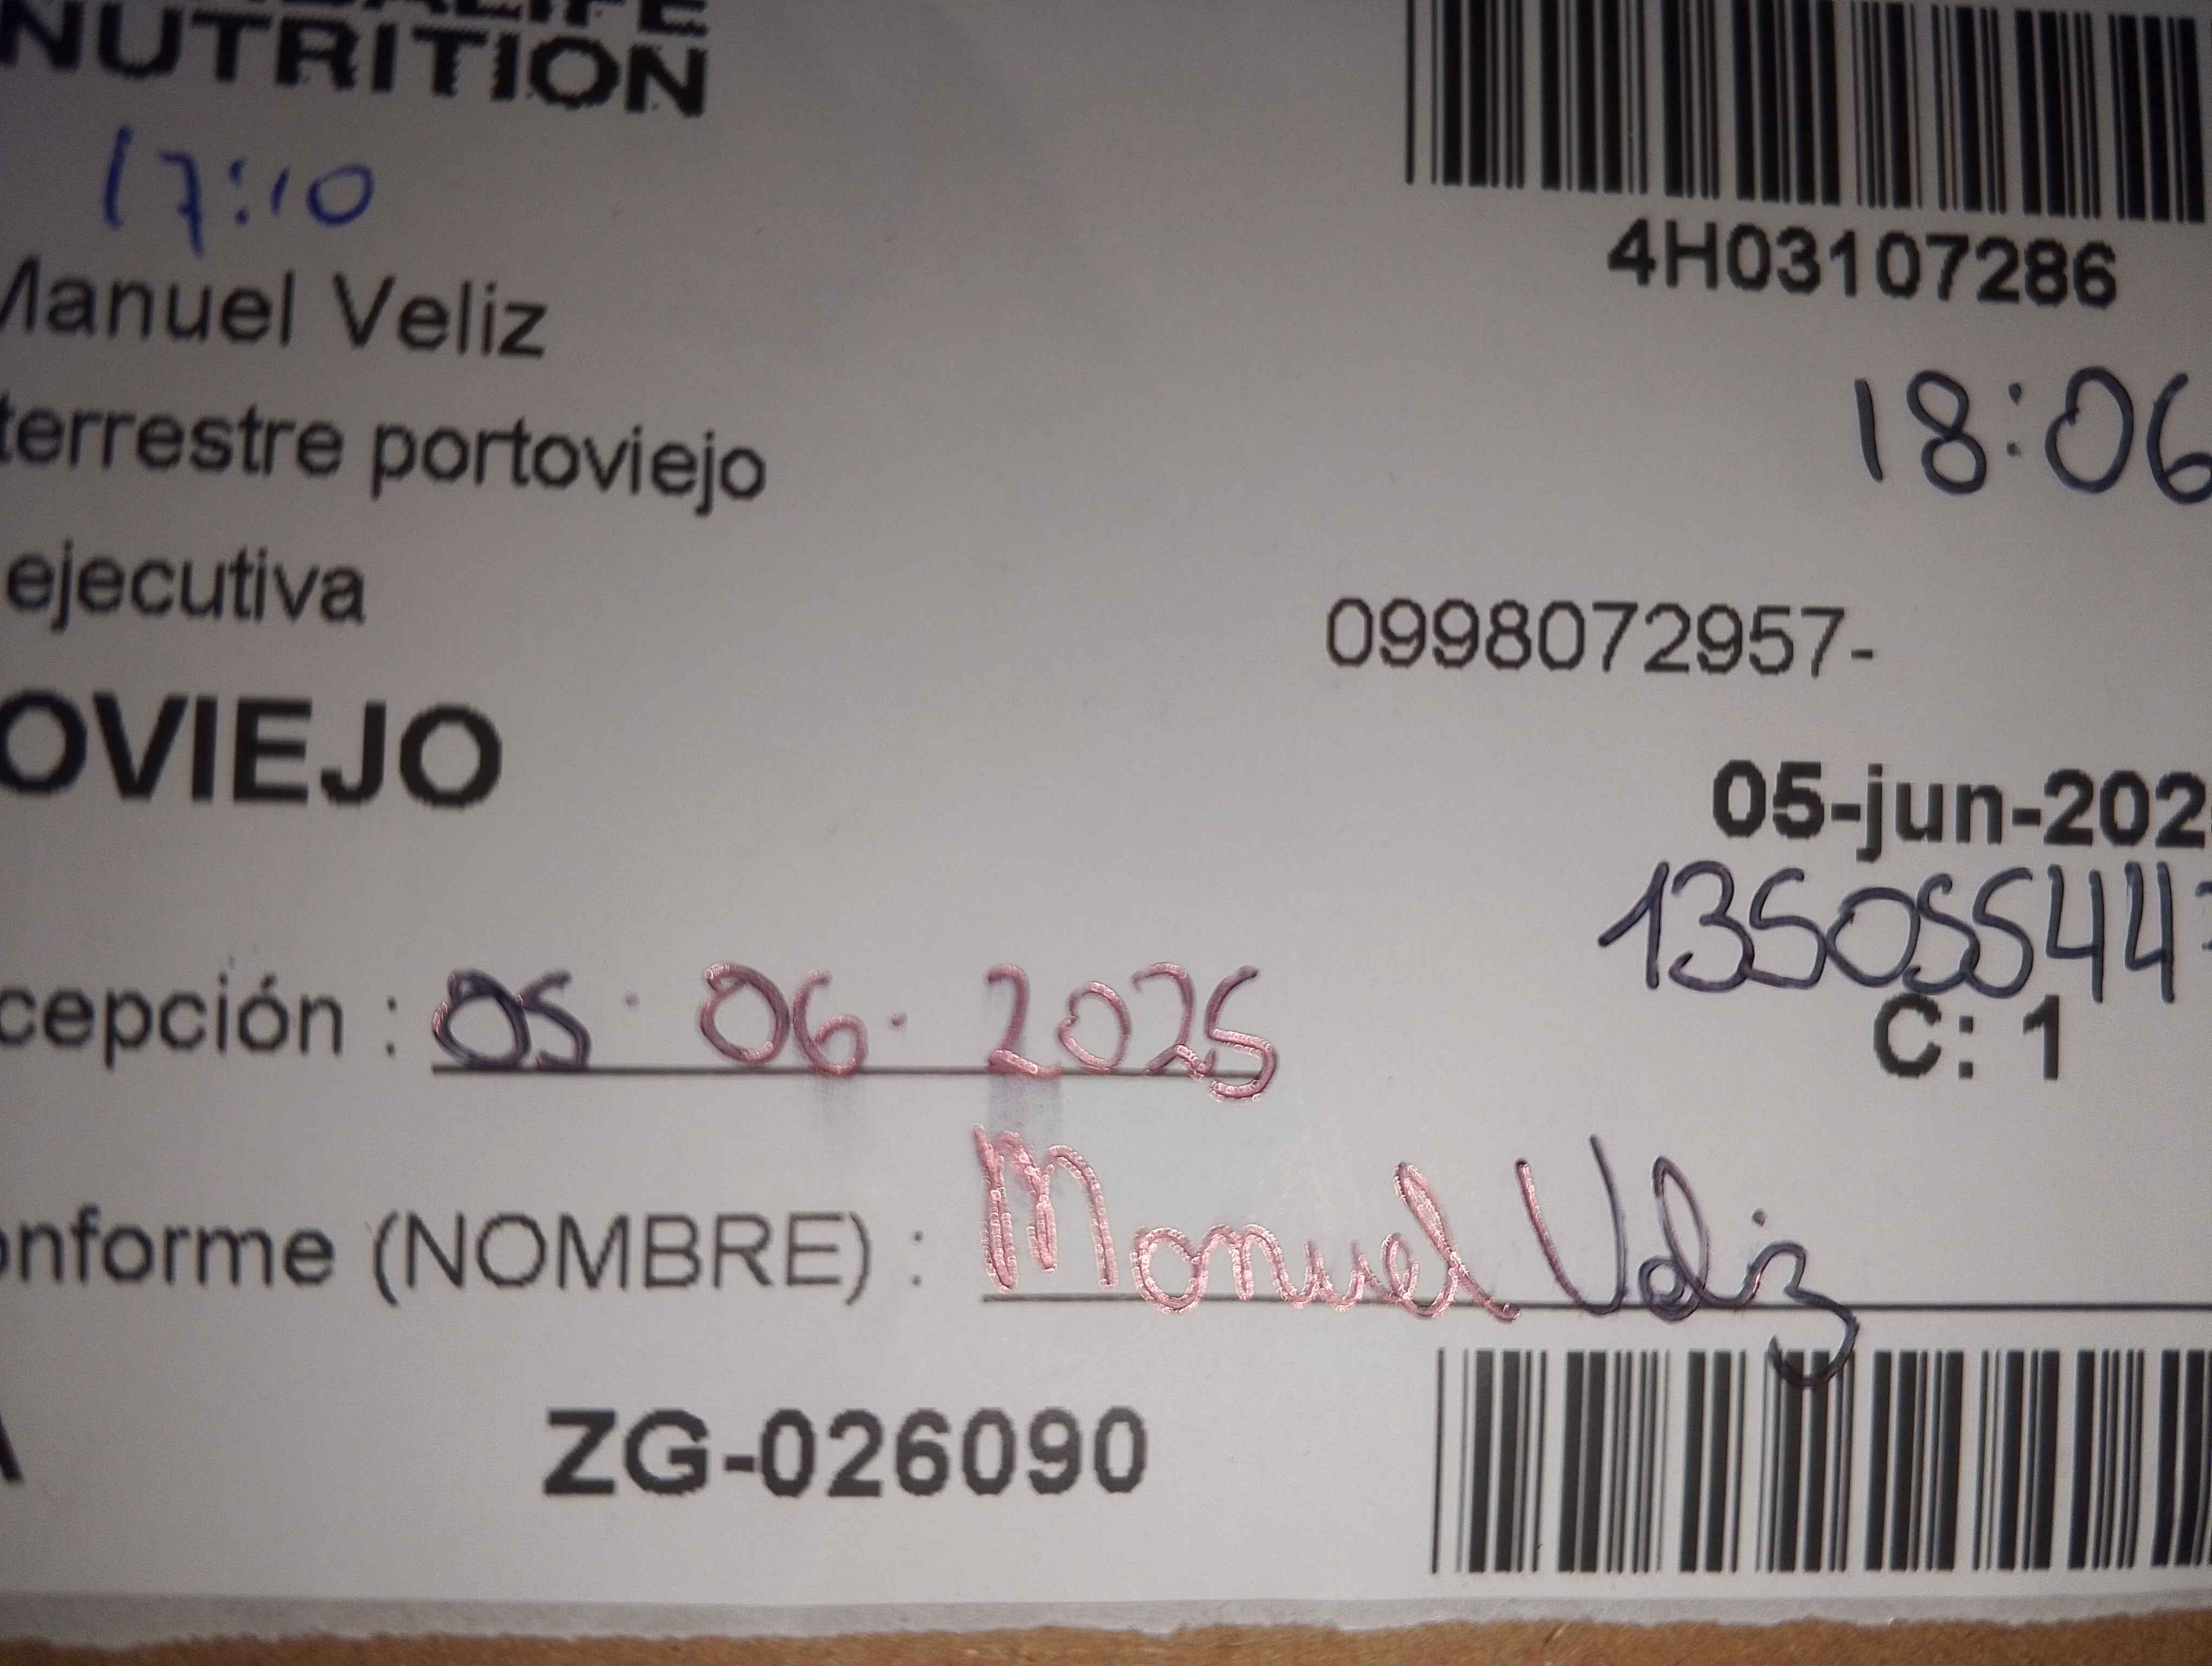 NUTRITION
17:10
4H03107286
Manuel Veliz
18:06
terrestre portoviejo
ejecutiva
0998072957-
OVIEJO
05-jun-202
13505544
cepción : 05 . 06 . 2025
C: 1
onforme (NOMBRE) : Manuel Veliz
ZG-026090